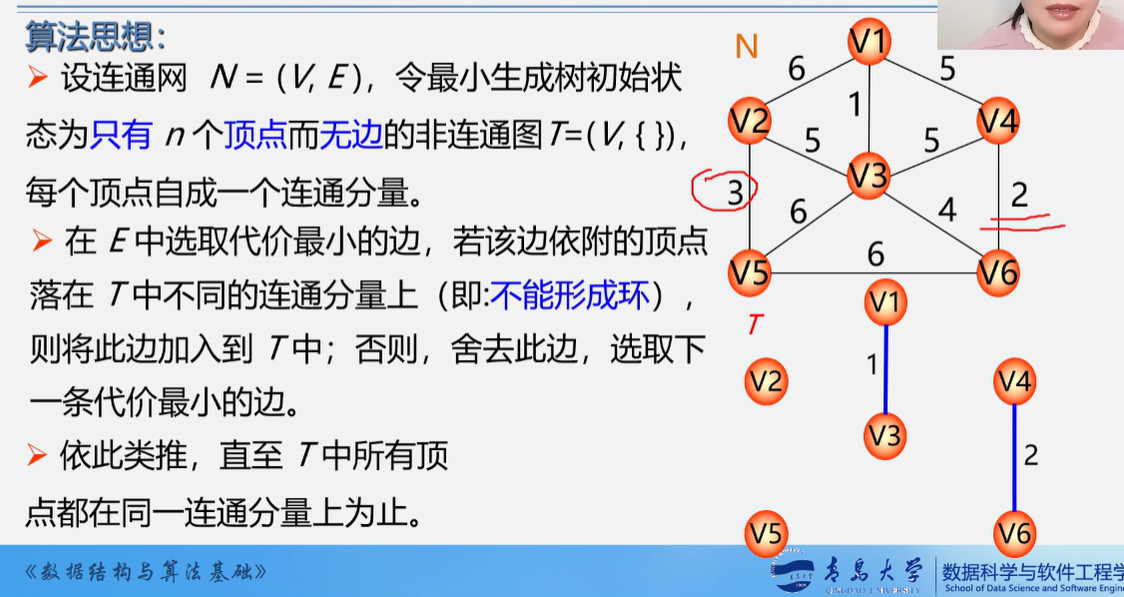 算法思想：
设连通网 N = (V, E )，令最小生成树初始状
态为只有 n 个顶点而无边的非连通图T=(V, { })，
每个顶点自成一个连通分量。
在 E 中选取代价最小的边，若该边依附的顶点
落在 T 中不同的连通分量上（即:不能形成环），
则将此边加入到 T 中；否则，舍去此边，选取下
一条代价最小的边。
依此类推，直至 T 中所有顶
点都在同一连通分量上为止。
N
V1
6
5
1
V2
V4
5
5
V3
3
2
6
4
6
V5
V6
T
V1
1
V2
V4
V3
2
V5
V6
《数据结构与算法基础》
青岛大学
QINGDAO UNIVERSITY
数据科学与软件工程学
School of Data Science and Software Engin